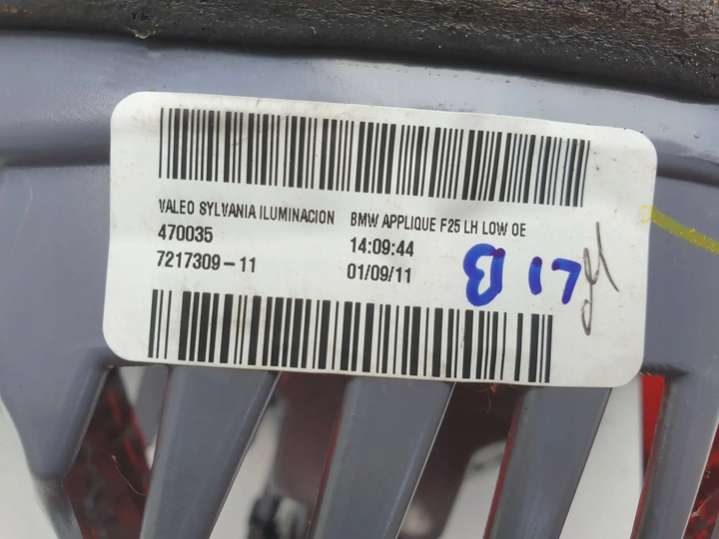 VALEO SYLVANIA ILUMINACION BMW APPLIQUE F25 LH LOW OE
470035 14:09:44
7217309-11 01/09/11
B 17